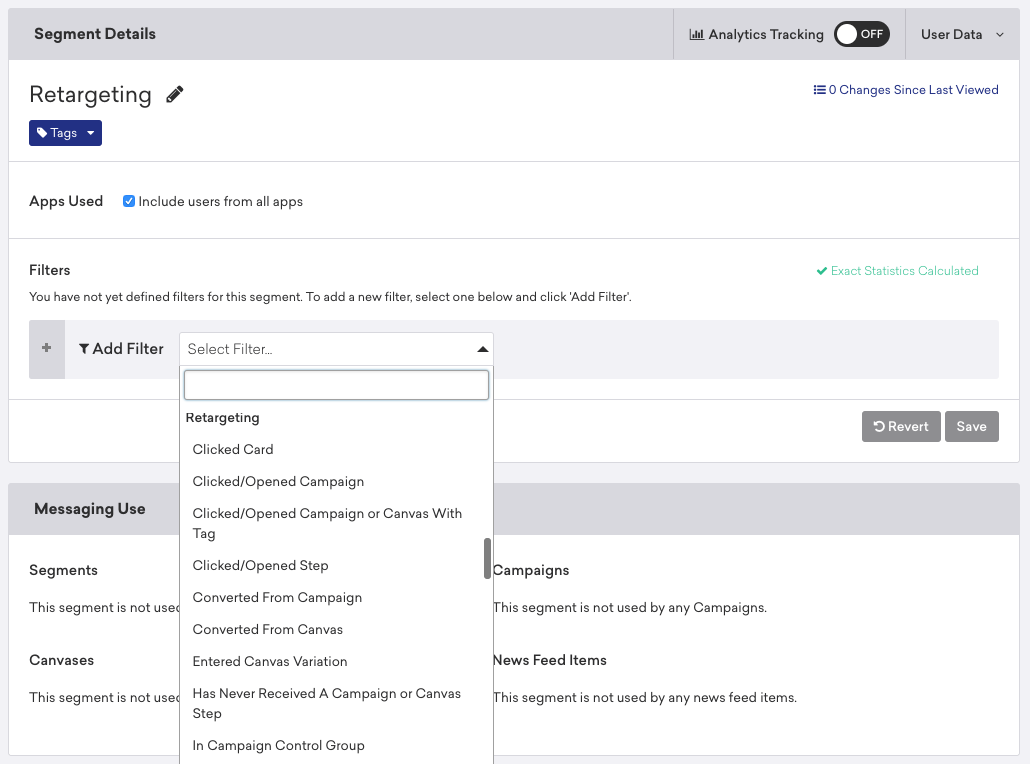 Segment Details
Analytics Tracking
OFF
User Data
Retargeting
0 Changes Since Last Viewed
Tags
Apps Used
Include users from all apps
Filters
Exact Statistics Calculated
You have not yet defined filters for this segment. To add a new filter, select one below and click 'Add Filter'.
+
Add Filter
Select Filter...
Retargeting
Clicked Card
Clicked/Opened Campaign
Clicked/Opened Campaign or Canvas With
Tag
Clicked/Opened Step
Converted From Campaign
Converted From Canvas
Entered Canvas Variation
Has Never Received A Campaign or Canvas
Step
In Campaign Control Group
Revert
Save
Messaging Use
Segments
This segment is not used
Campaigns
This segment is not used by any Campaigns.
Canvases
This segment is not used
News Feed Items
This segment is not used by any news feed items.